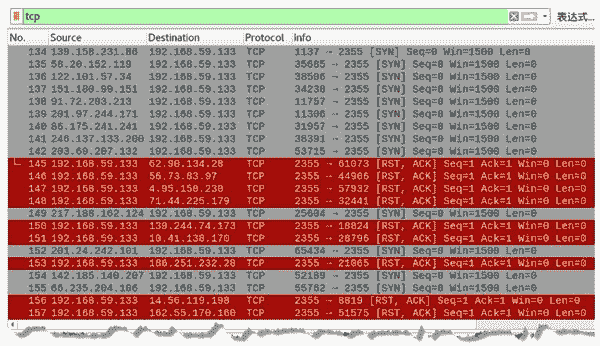 tcp 表达式...
No. Source Destination Protocol Info
134 139.158.231.86 192.168.59.133 TCP 1137 → 2355 [SYN] Seq=0 Win=1500 Len=0
135 58.20.152.119 192.168.59.133 TCP 35685 → 2355 [SYN] Seq=0 Win=1500 Len=0
136 122.101.57.34 192.168.59.133 TCP 38506 → 2355 [SYN] Seq=0 Win=1500 Len=0
137 151.180.99.151 192.168.59.133 TCP 34230 → 2355 [SYN] Seq=0 Win=1500 Len=0
138 91.72.203.213 192.168.59.133 TCP 11757 → 2355 [SYN] Seq=0 Win=1500 Len=0
139 201.97.244.171 192.168.59.133 TCP 11306 → 2355 [SYN] Seq=0 Win=1500 Len=0
140 86.175.241.241 192.168.59.133 TCP 31957 → 2355 [SYN] Seq=0 Win=1500 Len=0
141 246.137.133.200 192.168.59.133 TCP 38391 → 2355 [SYN] Seq=0 Win=1500 Len=0
142 203.60.207.132 192.168.59.133 TCP 53715 → 2355 [SYN] Seq=0 Win=1500 Len=0
145 192.168.59.133 62.90.134.28 TCP 2355 → 61073 [RST, ACK] Seq=1 Ack=1 Win=0 Len=0
146 192.168.59.133 56.73.83.97 TCP 2355 → 44966 [RST, ACK] Seq=1 Ack=1 Win=0 Len=0
147 192.168.59.133 4.95.150.230 TCP 2355 → 57932 [RST, ACK] Seq=1 Ack=1 Win=0 Len=0
148 192.168.59.133 71.44.225.179 TCP 2355 → 32441 [RST, ACK] Seq=1 Ack=1 Win=0 Len=0
149 217.188.162.124 192.168.59.133 TCP 25604 → 2355 [SYN] Seq=0 Win=1500 Len=0
150 192.168.59.133 139.244.74.173 TCP 2355 → 18824 [RST, ACK] Seq=1 Ack=1 Win=0 Len=0
151 192.168.59.133 10.41.138.170 TCP 2355 → 28796 [RST, ACK] Seq=1 Ack=1 Win=0 Len=0
152 201.24.242.101 192.168.59.133 TCP 65434 → 2355 [SYN] Seq=0 Win=1500 Len=0
153 192.168.59.133 186.251.232.20 TCP 2355 → 21065 [RST, ACK] Seq=1 Ack=1 Win=0 Len=0
154 142.185.140.207 192.168.59.133 TCP 52189 → 2355 [SYN] Seq=0 Win=1500 Len=0
155 66.235.204.106 192.168.59.133 TCP 55762 → 2355 [SYN] Seq=0 Win=1500 Len=0
156 192.168.59.133 14.56.119.198 TCP 2355 → 8819 [RST, ACK] Seq=1 Ack=1 Win=0 Len=0
157 192.168.59.133 162.55.170.160 TCP 2355 → 51575 [RST, ACK] Seq=1 Ack=1 Win=0 Len=0